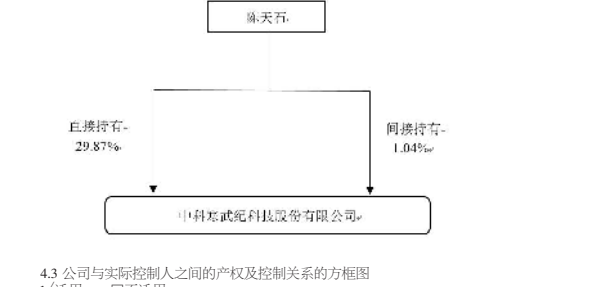 陈天石
直接持有
29.87%
间接持有
1.04%
中科寒武纪科技股份有限公司
4.3 公司与实际控制人之间的产权及控制关系的方框图